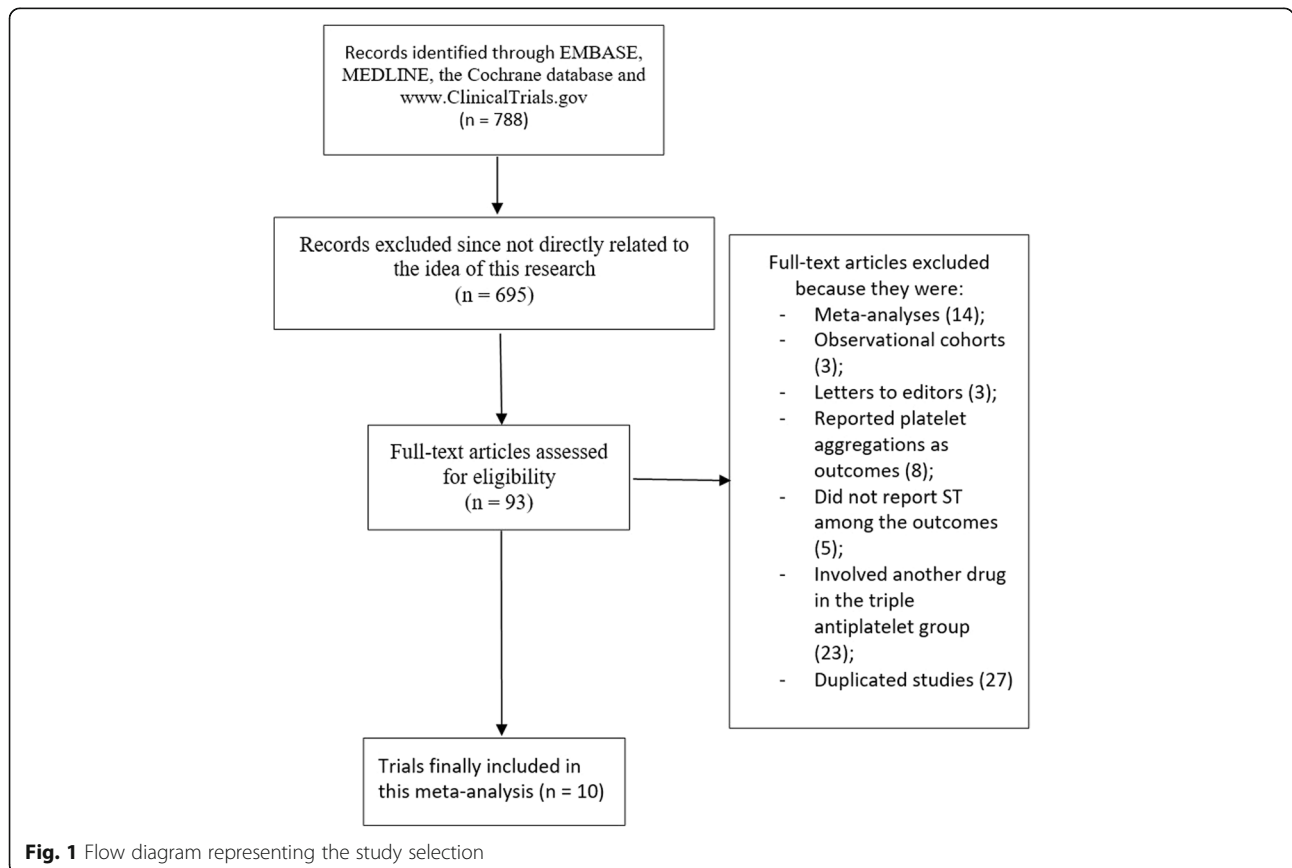 Records identified through EMBASE,
MEDLINE, the Cochrane database and
www.ClinicalTrials.gov
(n = 788)
Records excluded since not directly related to
the idea of this research
(n = 695)
Full-text articles assessed
for eligibility
(n = 93)
Full-text articles excluded
because they were:
- Meta-analyses (14);
- Observational cohorts
(3);
- Letters to editors (3);
- Reported platelet
aggregations as
outcomes (8);
- Did not report ST
among the outcomes
(5);
- Involved another drug
in the triple
antiplatelet group
(23);
- Duplicated studies (27)
Trials finally included in
this meta-analysis (n = 10)
Fig. 1 Flow diagram representing the study selection